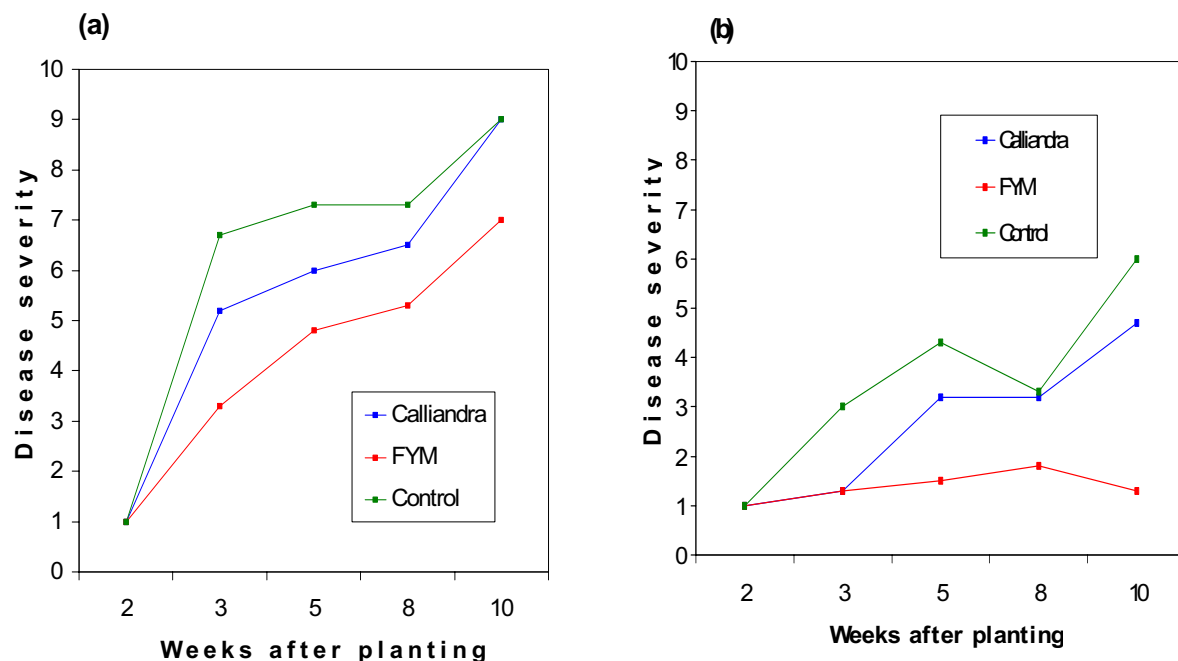 (a)
10
9
8
7
6
5
4
3
2
1
0
Disease severity
Calliandra
FYM
Control
2 3 5 8 10
Weeks after planting
(b)
10
9
8
7
6
5
4
3
2
1
0
Disease severity
Calliandra
FYM
Control
2 3 5 8 10
Weeks after planting